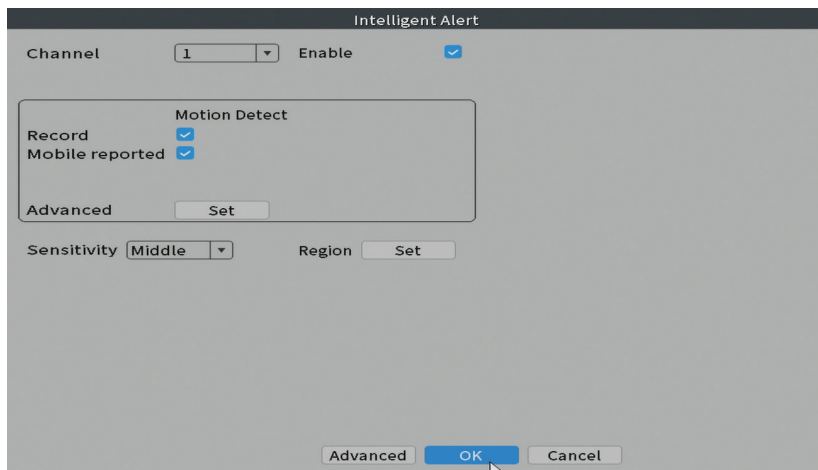 Intelligent Alert
Channel 1 Enable
Motion Detect
Record
Mobile reported
Advanced Set
Sensitivity Middle Region Set
Advanced OK Cancel